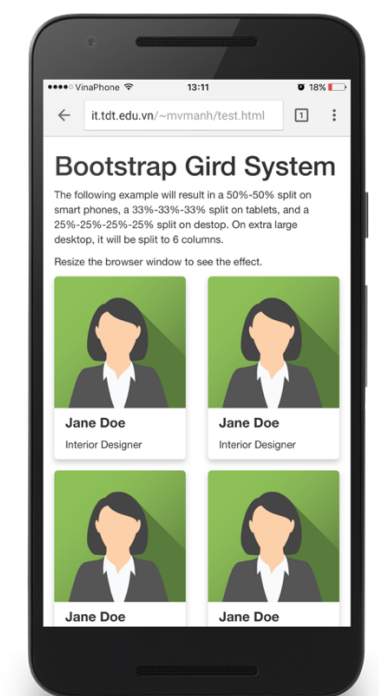 VinaPhone 13:11 18%
it.tdt.edu.vn/~mvmanh/test.html 1
Bootstrap Gird System
The following example will result in a 50%-50% split on
smart phones, a 33%-33%-33% split on tablets, and a
25%-25%-25%-25% split on destop. On extra large
desktop, it will be split to 6 columns.
Resize the browser window to see the effect.
Jane Doe Jane Doe
Interior Designer Interior Designer
Jane Doe Jane Doe